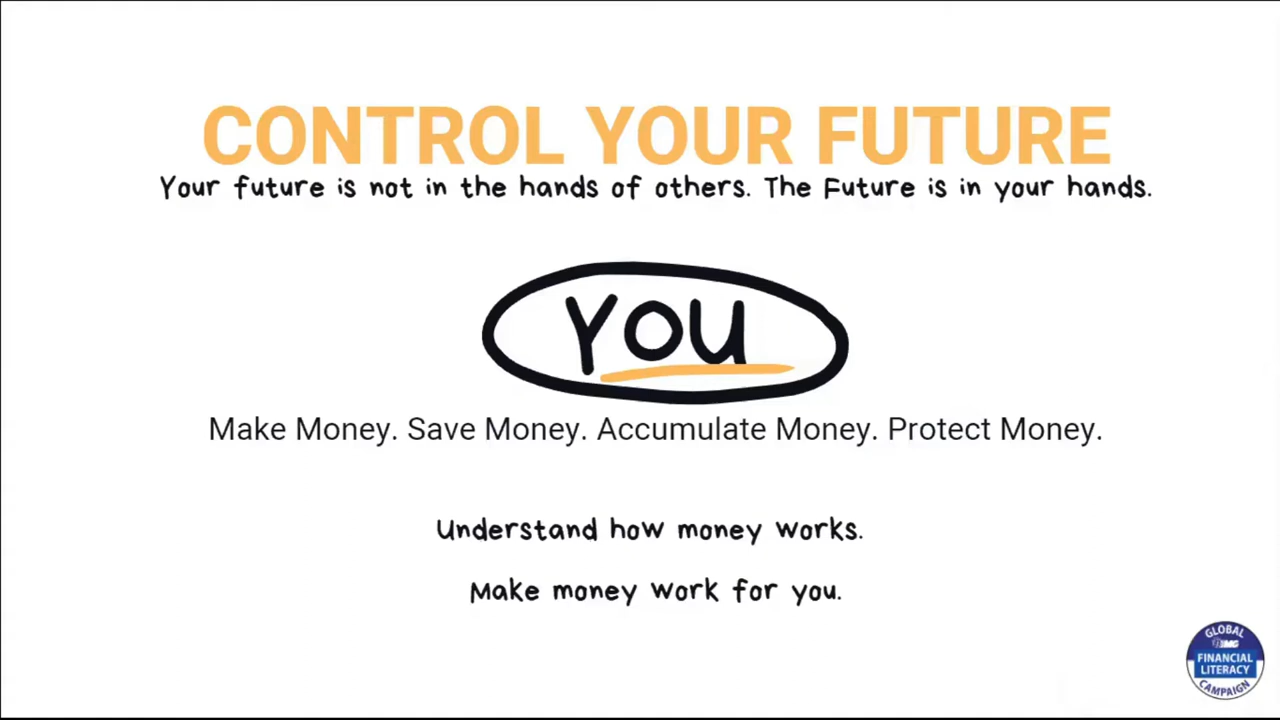 CONTROL YOUR FUTURE
Your future is not in the hands of others. The Future is in your hands.
YOU
Make Money. Save Money. Accumulate Money. Protect Money.
Understand how money works.
Make money work for you.
GLOBAL
FINANCIAL
LITERACY
CAMPAIGN